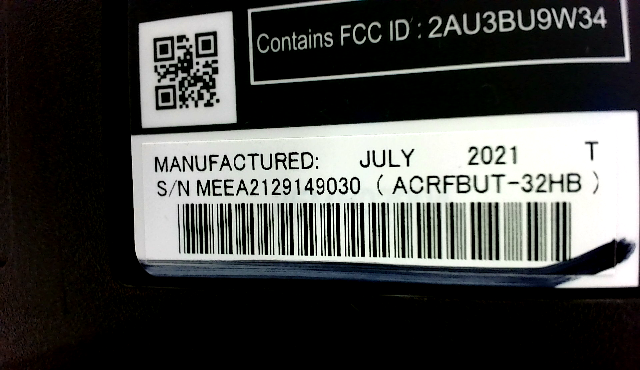 Contains FCC ID : 2AU3BU9W34
MANUFACTURED: JULY 2021 T
S/N MEEA2129149030 ( ACRFBUT-32HB )